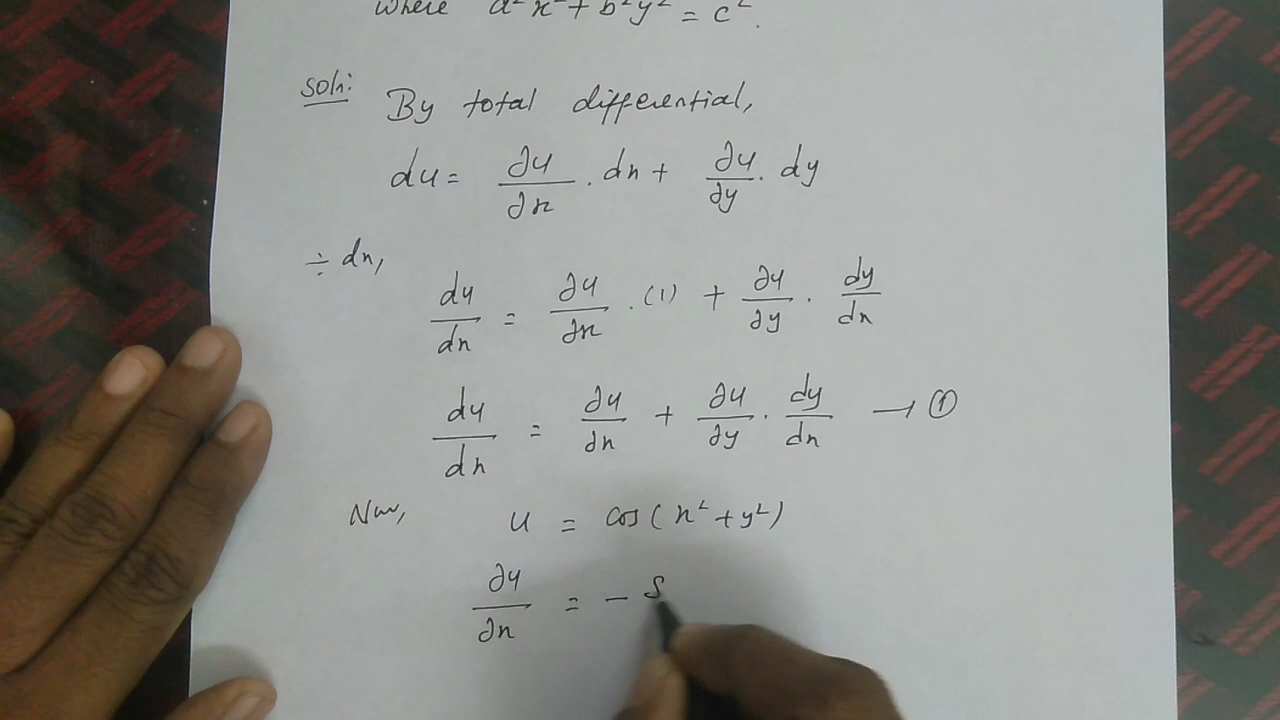 where a²x² + b²y² = c².
Soln: By total differential,
du = ∂u/∂x . dx + ∂u/∂y . dy
÷ dx,
du/dx = ∂u/∂x . (1) + ∂u/∂y . dy/dx
du/dx = ∂u/∂x + ∂u/∂y . dy/dx → ①
Now, u = cos(x² + y²)
∂u/∂x = - S